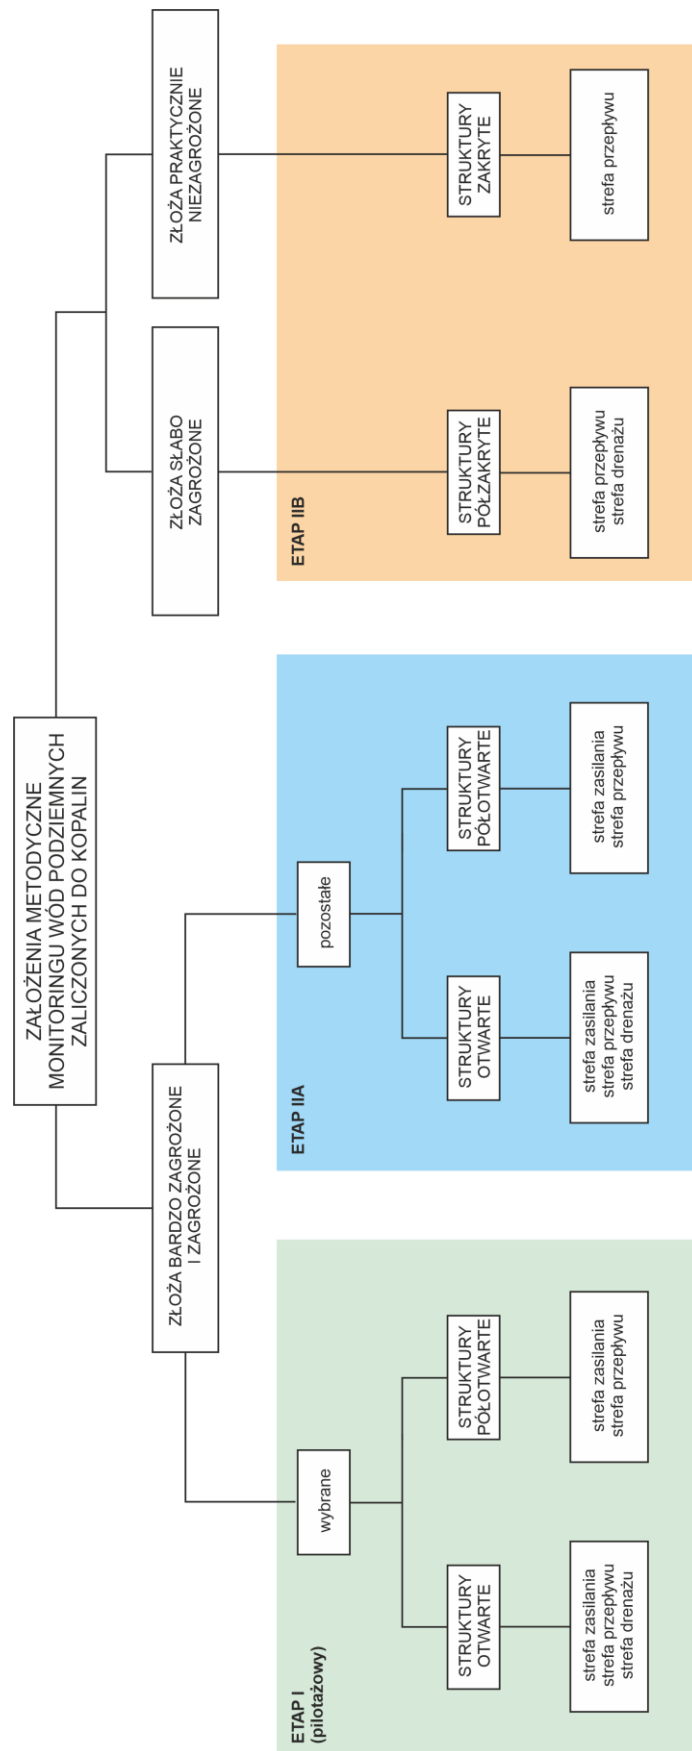 ZAŁOŻENIA METODYCZNE
MONITORINGU WÓD PODZIEMNYCH
ZALICZONYCH DO KOPALIN
ZŁOŻA BARDZO ZAGROŻONE
I ZAGROŻONE
ZŁOŻA SŁABO
ZAGROŻONE
ZŁOŻA PRAKTYCZNIE
NIEZAGROŻONE
ETAP I
(pilotażowy)
wybrane
STRUKTURY
OTWARTE
STRUKTURY
PÓŁOTWARTE
strefa zasilania
strefa przepływu
strefa drenażu
strefa zasilania
strefa przepływu
ETAP IIA
pozostałe
STRUKTURY
OTWARTE
STRUKTURY
PÓŁOTWARTE
strefa zasilania
strefa przepływu
strefa drenażu
strefa zasilania
strefa przepływu
ETAP IIB
STRUKTURY
PÓŁZAKRYTE
STRUKTURY
ZAKRYTE
strefa przepływu
strefa drenażu
strefa przepływu